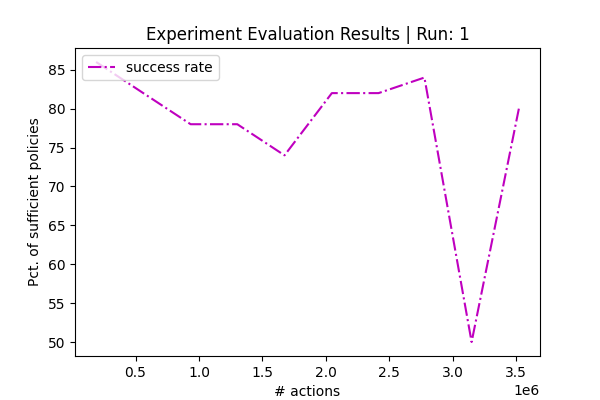 Experiment Evaluation Results | Run: 1
success rate
Pct. of sufficient policies
85
80
75
70
65
60
55
50
0.5 1.0 1.5 2.0 2.5 3.0 3.5
1e6
# actions